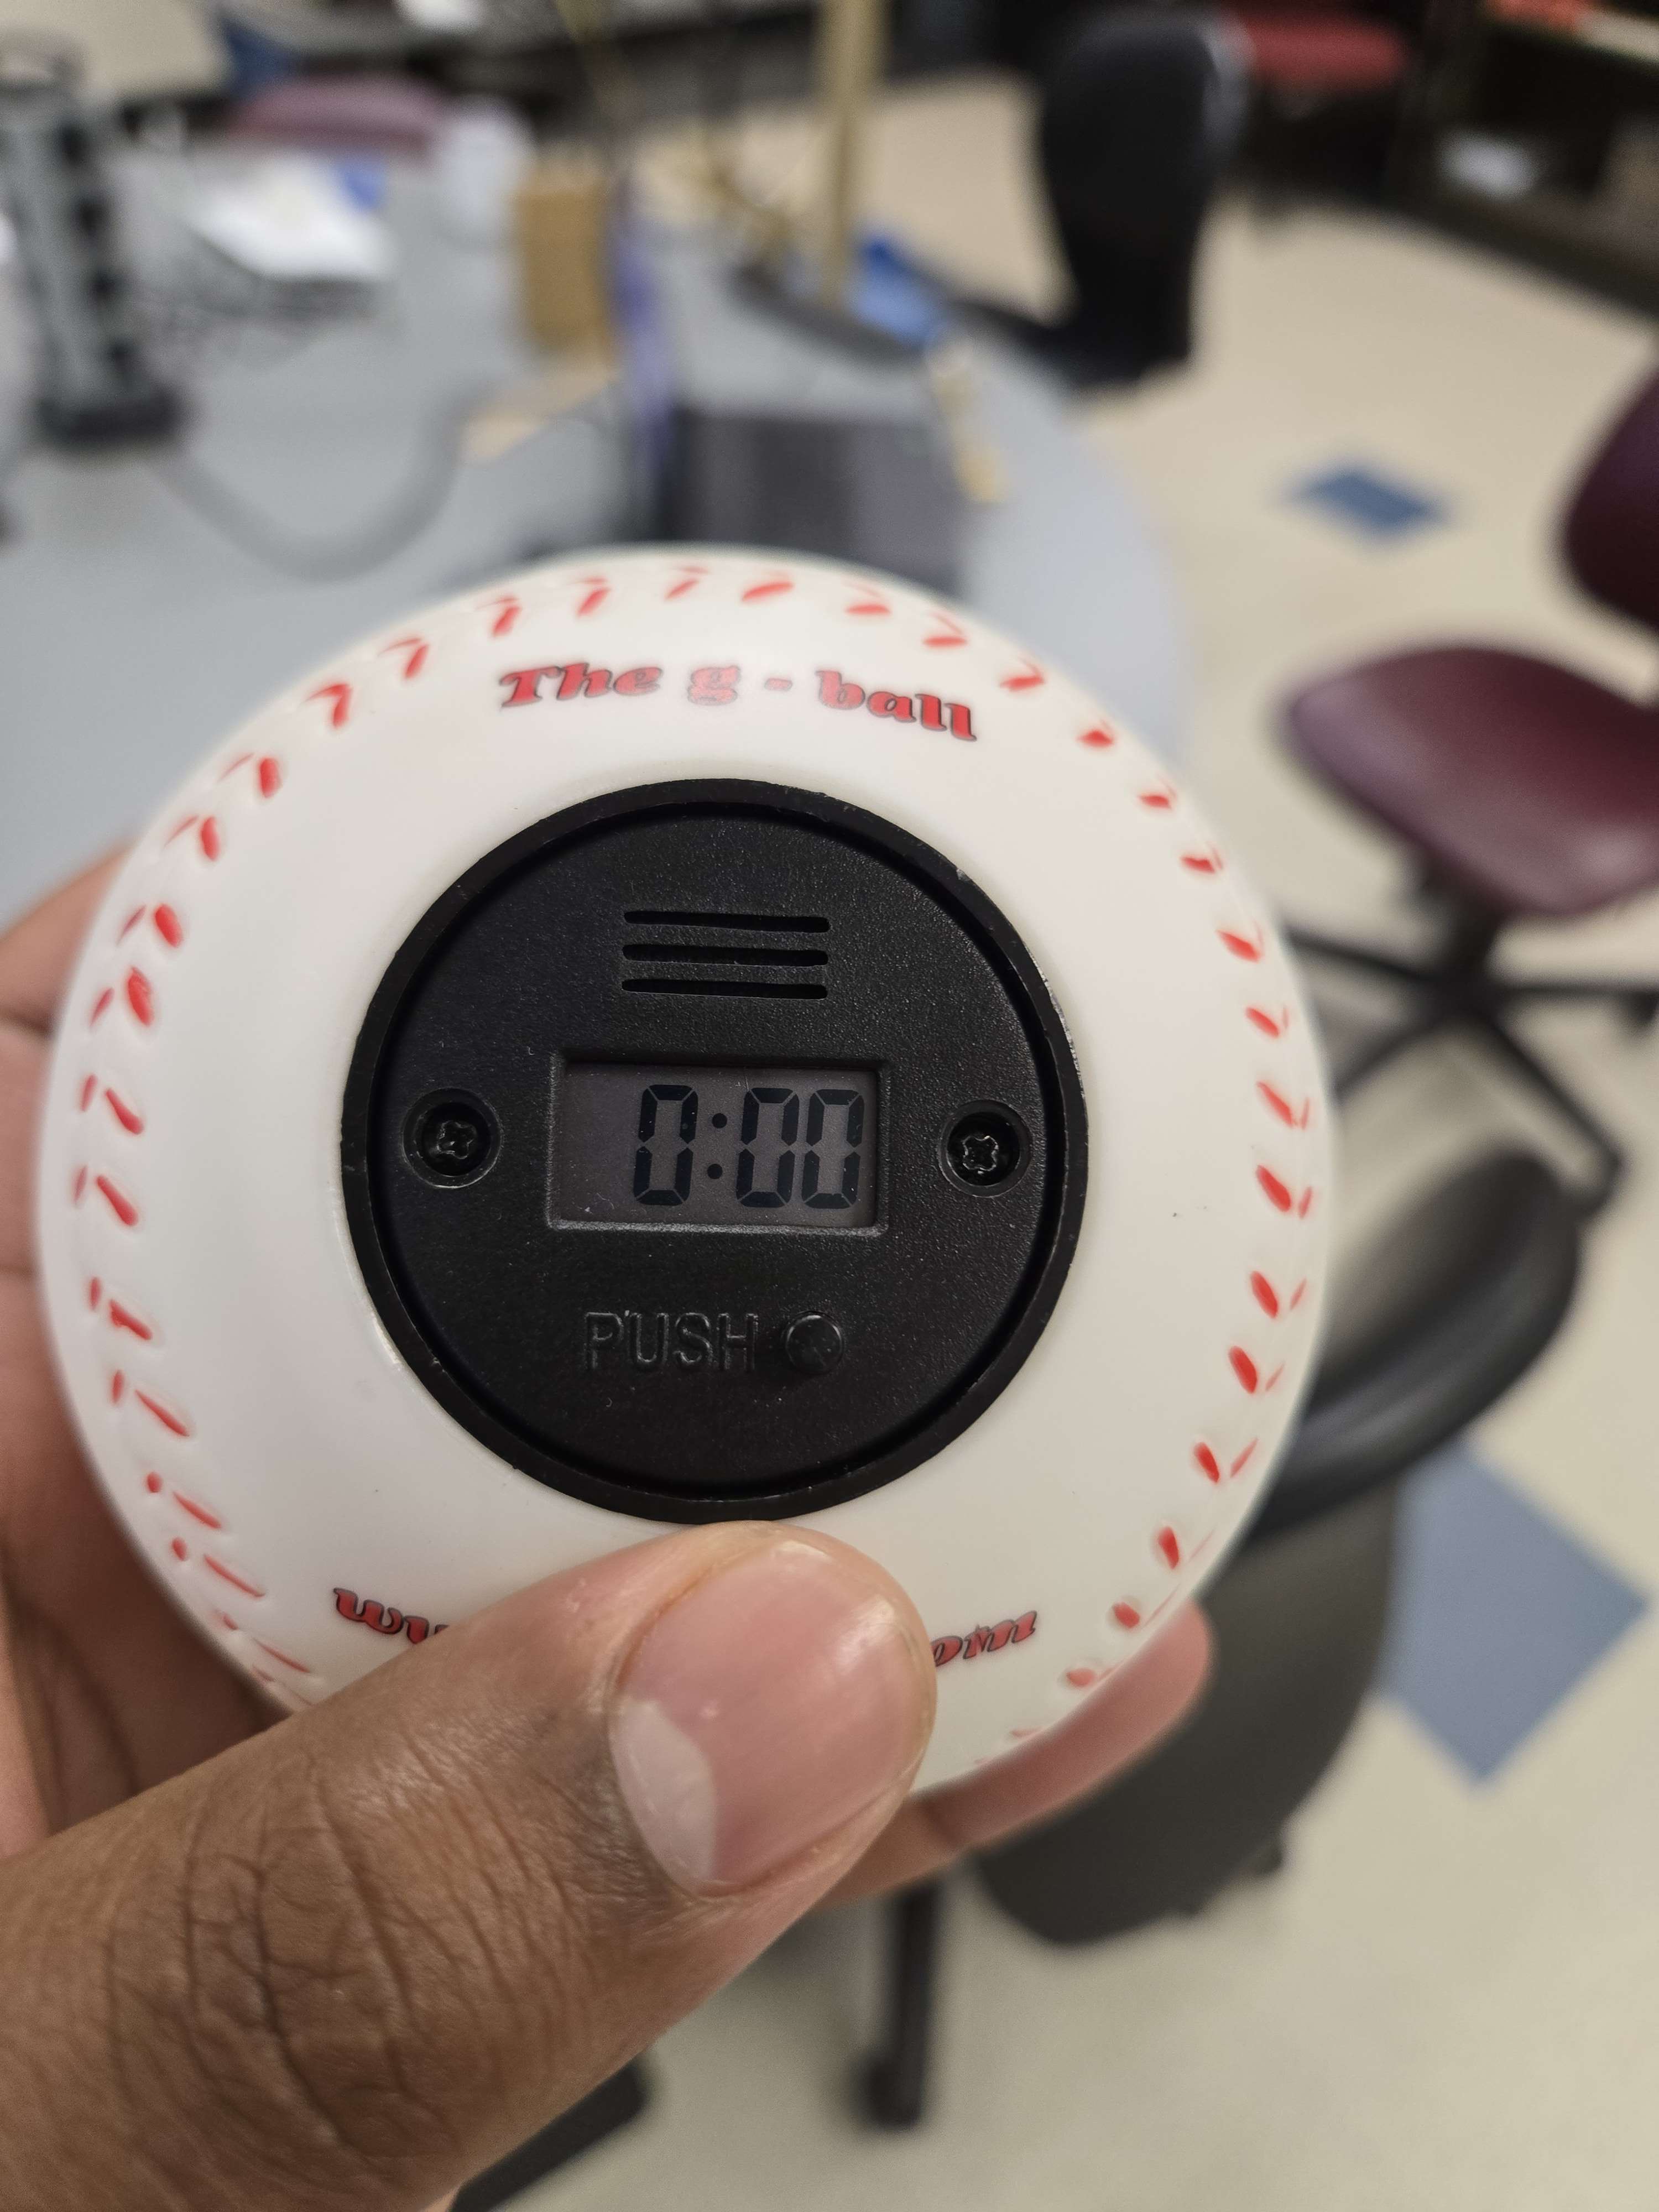 The g - ball
0:00
PUSH